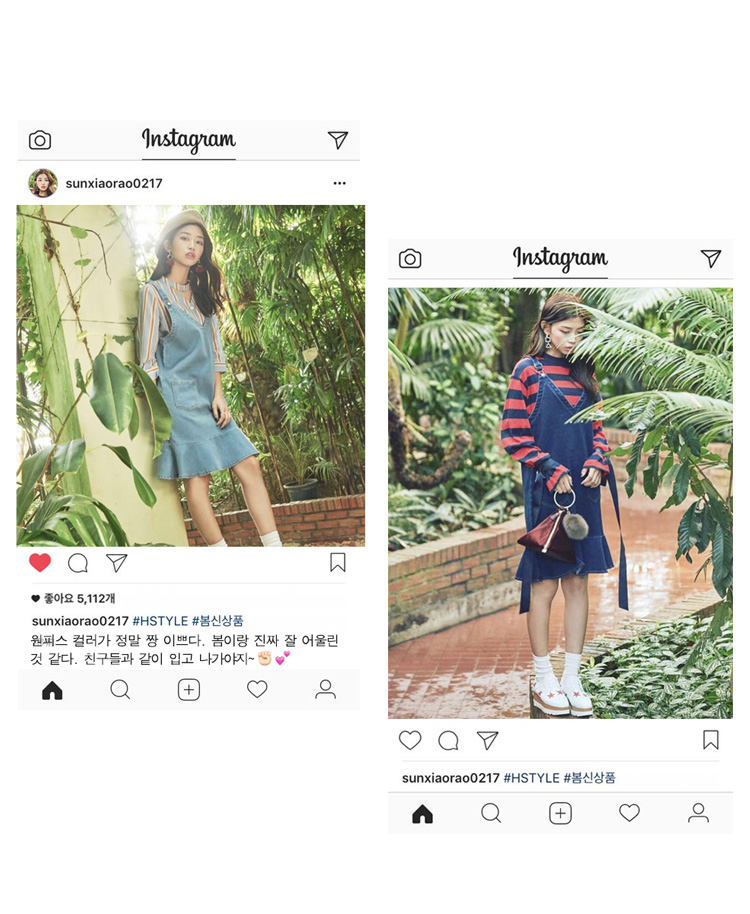 Instagram
sunxiaorao0217
좋아요 5,112개
sunxiaorao0217 #HSTYLE #봄신상품
원피스 컬러가 정말 짱 이쁘다. 봄이랑 진짜 잘 어울린
것 같다. 친구들과 같이 입고 나가야지~✊🏼💕
Instagram
sunxiaorao0217 #HSTYLE #봄신상품